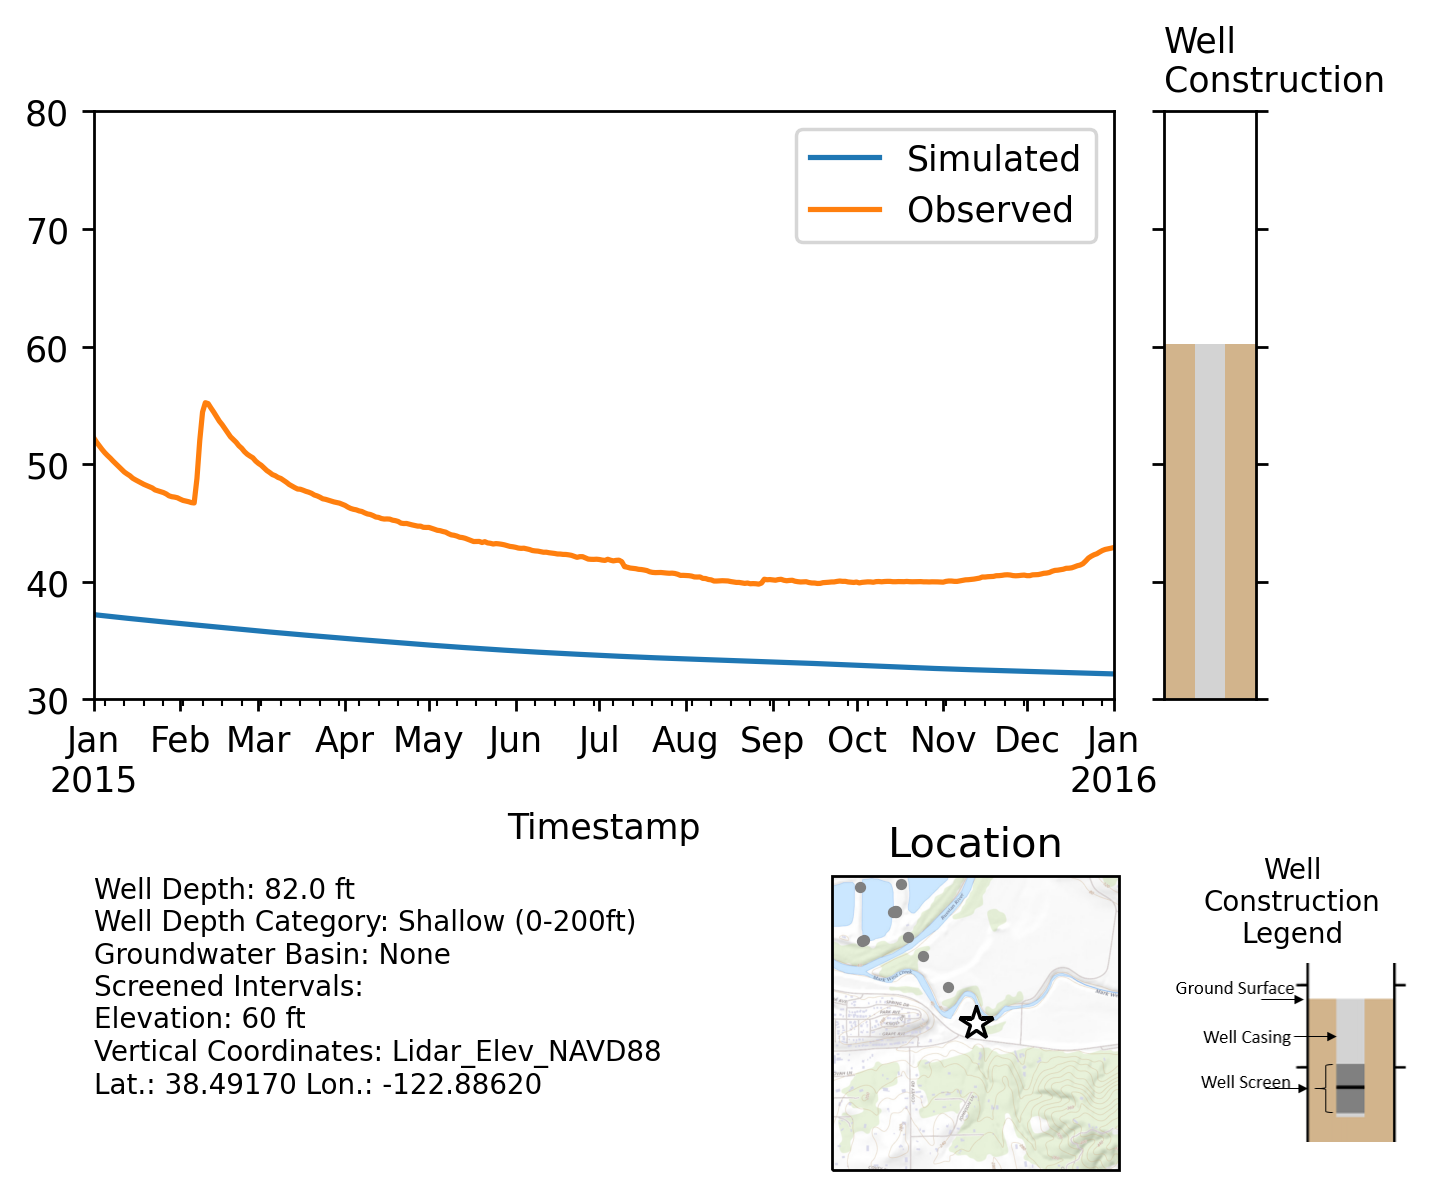 Well
Construction
80
70
60
50
40
30
Simulated
Observed
Jan
2015
Feb
Mar
Apr
May
Jun
Jul
Aug
Sep
Oct
Nov
Dec
Jan
2016
Timestamp
Well Depth: 82.0 ft
Well Depth Category: Shallow (0-200ft)
Groundwater Basin: None
Screened Intervals:
Elevation: 60 ft
Vertical Coordinates: Lidar_Elev_NAVD88
Lat.: 38.49170 Lon.: -122.88620
Location
Well
Construction
Legend
Ground Surface
Well Casing
Well Screen